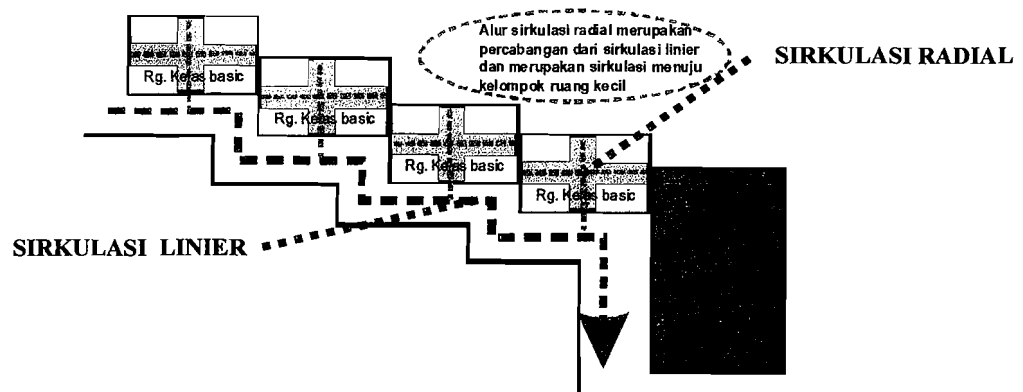 Alur sirkulasi radial merupakan
percabangan dari sirkulasi linier
dan merupakan sirkulasi menuju
kelompok ruang kecil
SIRKULASI RADIAL
Rg. Kelas basic
Rg. Kelas basic
Rg. Kelas basic
Rg. Kelas basic
SIRKULASI LINIER